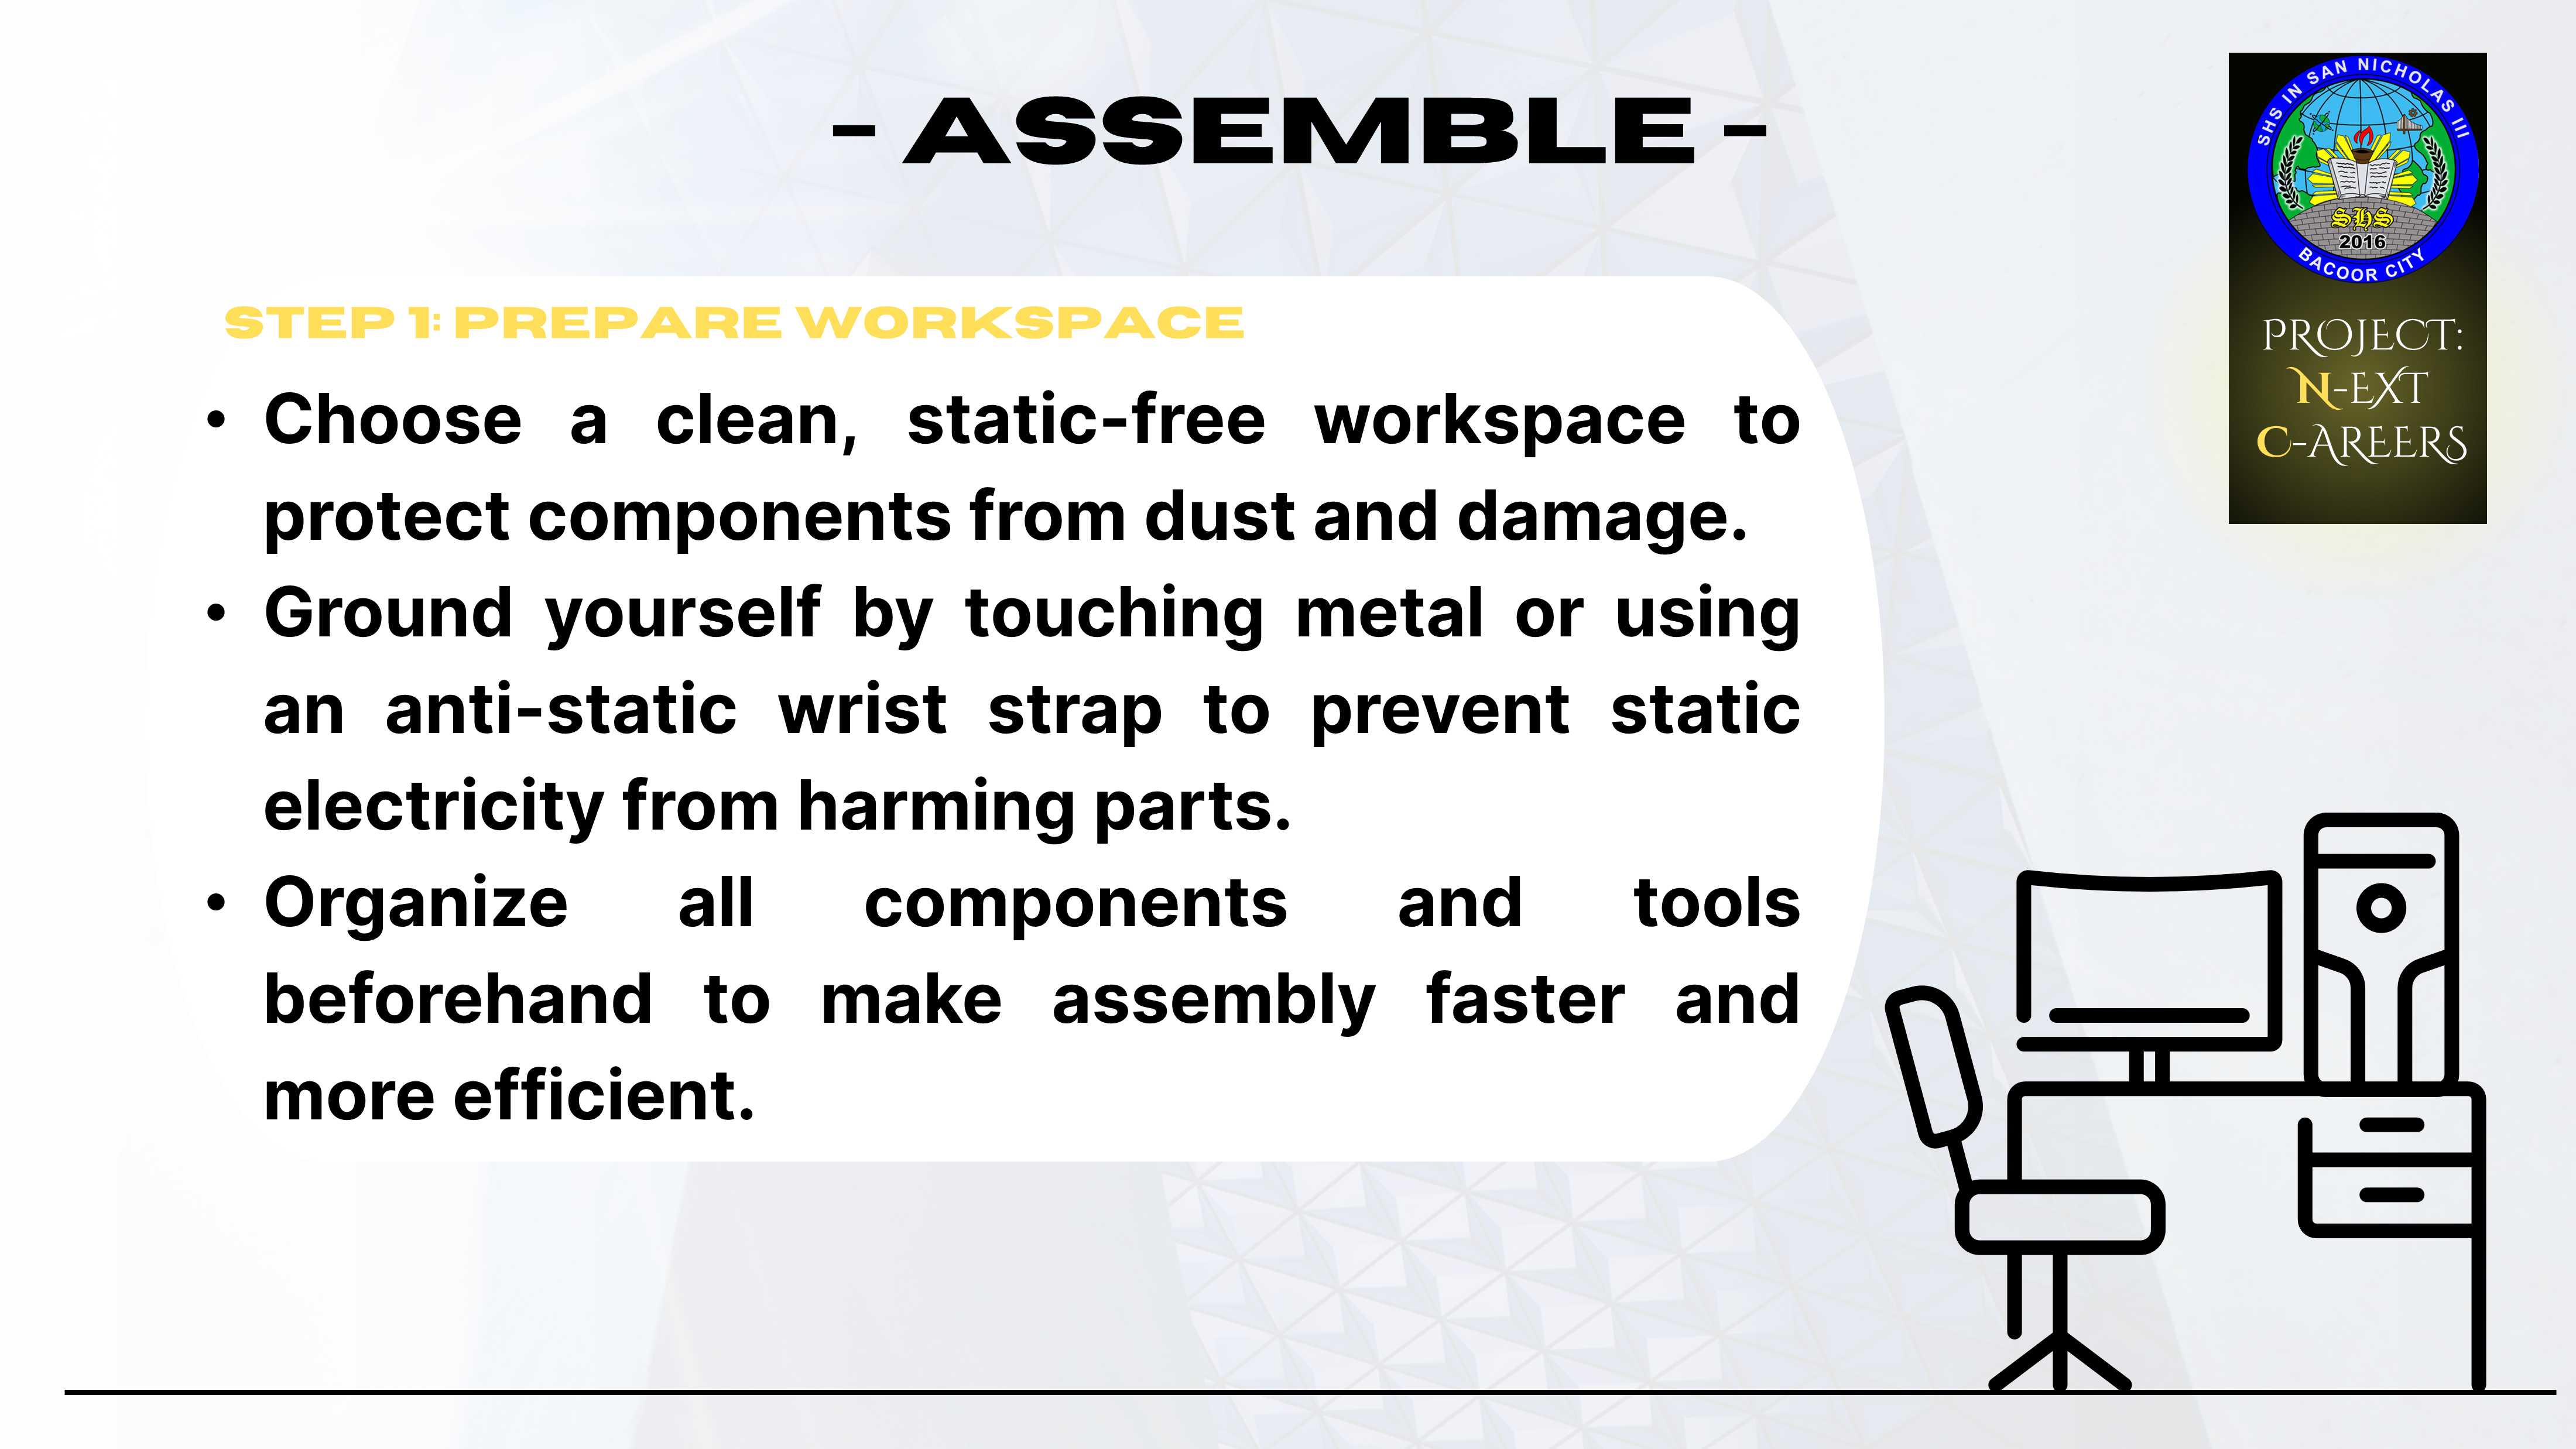 - ASSEMBLE -
STEP 1: PREPARE WORKSPACE
• Choose a clean, static-free workspace to
protect components from dust and damage.
• Ground yourself by touching metal or using
an anti-static wrist strap to prevent static
electricity from harming parts.
• Organize all components and tools
beforehand to make assembly faster and
more efficient.
SHS IN SAN NICHOLAS III
SHS
2016
BACOOR CITY
PROJECT:
N-EXT
C-AREERS